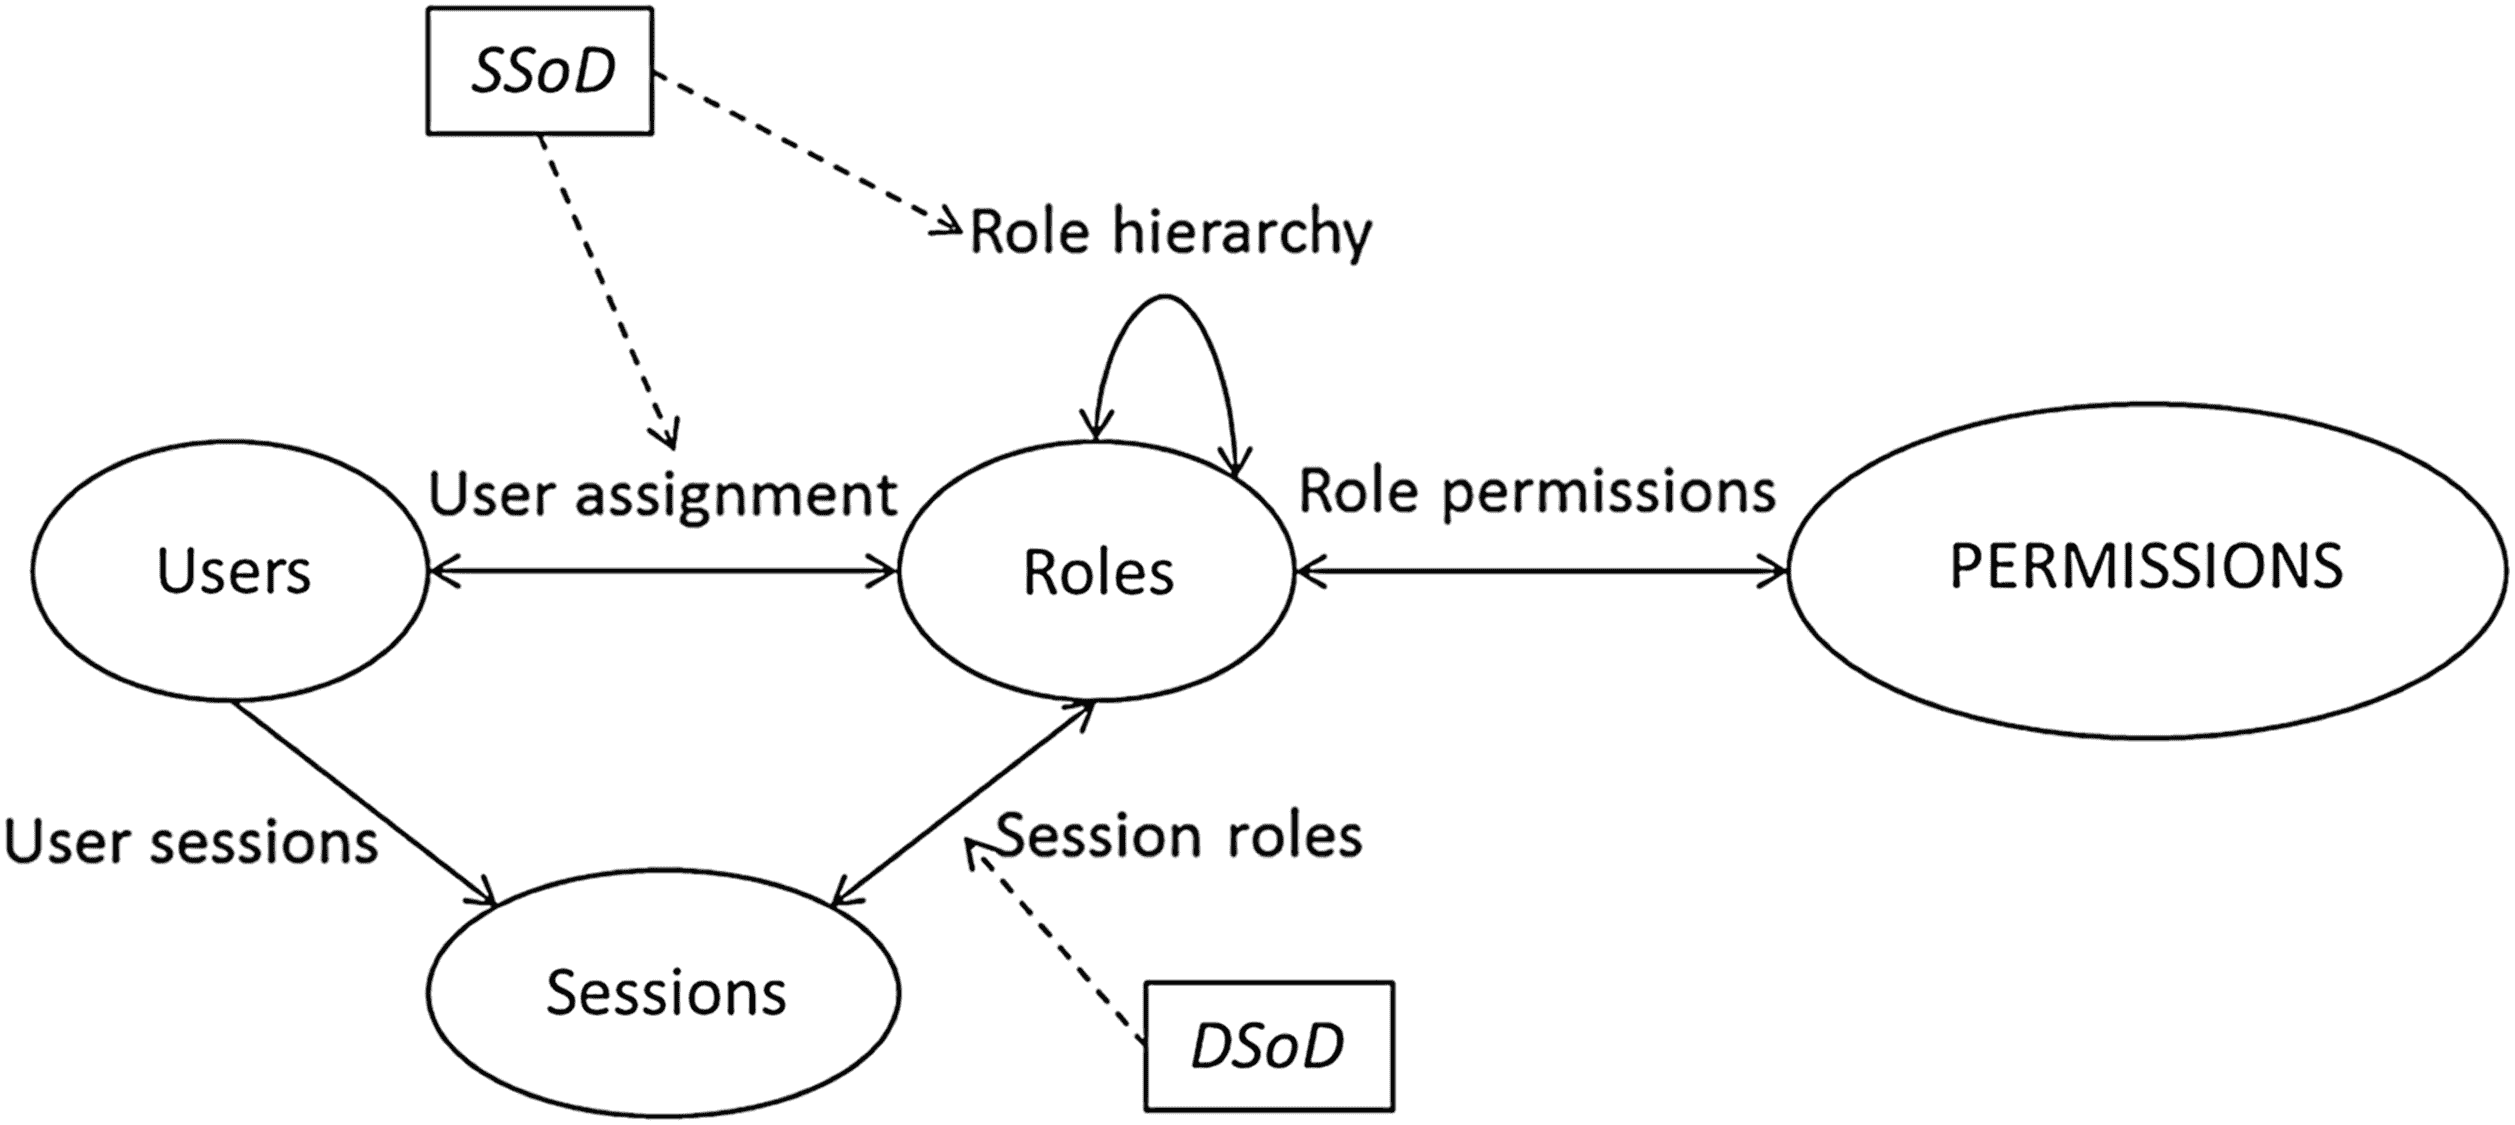 SSoD
Role hierarchy
User assignment
Role permissions
Users
Roles
PERMISSIONS
User sessions
Session roles
Sessions
DSoD